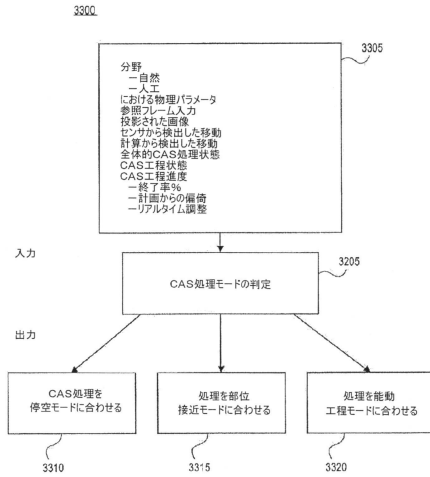 3300
3305
分野
ー自然
ー人工
における物理パラメータ
参照フレーム入力
投影された画像
センサから検出した移動
計算から検出した移動
全体的CAS処理状態
CAS工程状態
CAS工程進度
ー終了率%
ー計画からの偏倚
ーリアルタイム調整
入力
3205
CAS処理モードの判定
出力
CAS処理を
停空モードに合わせる
処理を部位
接近モードに合わせる
処理を能動
工程モードに合わせる
3310
3315
3320